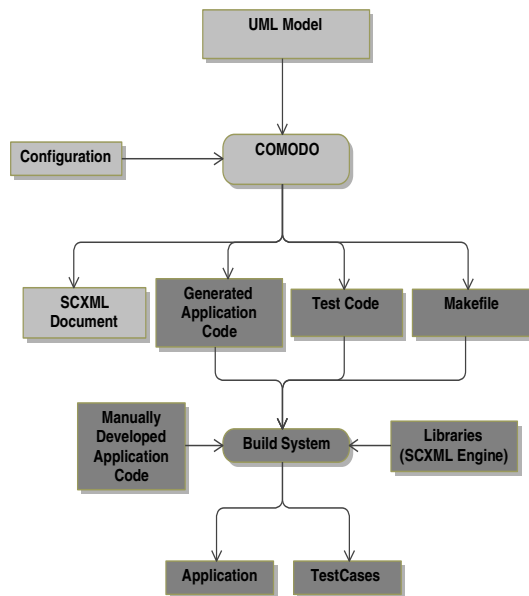 UML Model
Configuration
COMODO
SCXML
Document
Generated
Application
Code
Test Code
Makefile
Manually
Developed
Application
Code
Build System
Libraries
(SCXML Engine)
Application
TestCases